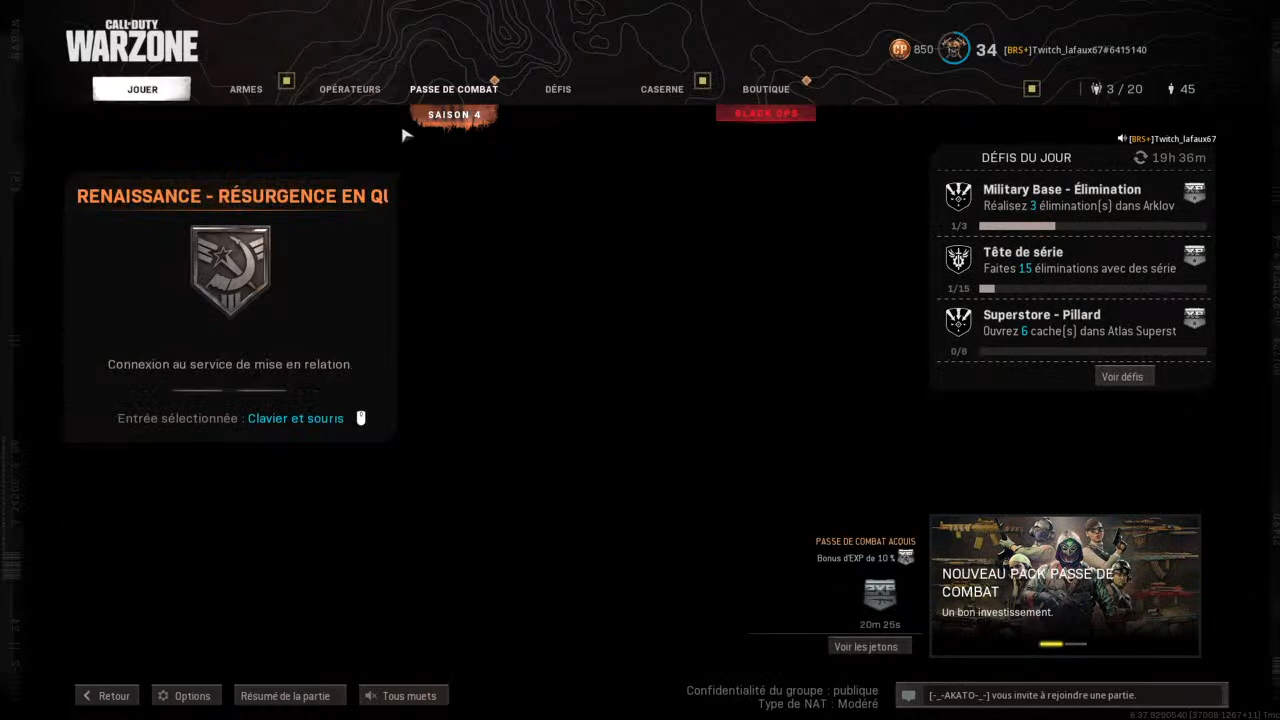 CALL OF DUTY
WARZONE
CP 850
34
[BRS+]Twitch_lafaux67#6415140
JOUER
ARMES
OPÉRATEURS
PASSE DE COMBAT
DÉFIS
CASERNE
BOUTIQUE
3 / 20
45
SAISON 4
BLACK OPS
[BRS+]Twitch_lafaux67
DÉFIS DU JOUR
19h 36m
RENAISSANCE - RÉSURGENCE EN QU
Military Base - Élimination
Réalisez 3 élimination(s) dans Arklov
XP
1/3
Tête de série
Faites 15 éliminations avec des série
XP
1/15
Superstore - Pillard
Ouvrez 6 cache(s) dans Atlas Superst
XP
0/6
Voir défis
Connexion au service de mise en relation.
Entrée sélectionnée : Clavier et souris
PASSE DE COMBAT ACQUIS
Bonus d'EXP de 10 %
2XP
20m 25s
Voir les jetons
NOUVEAU PACK PASSE DE
COMBAT
Un bon investissement.
Retour
Options
Résumé de la partie
Tous muets
Confidentialité du groupe : publique
Type de NAT : Modéré
[-_-AKATO-_-] vous invite à rejoindre une partie.